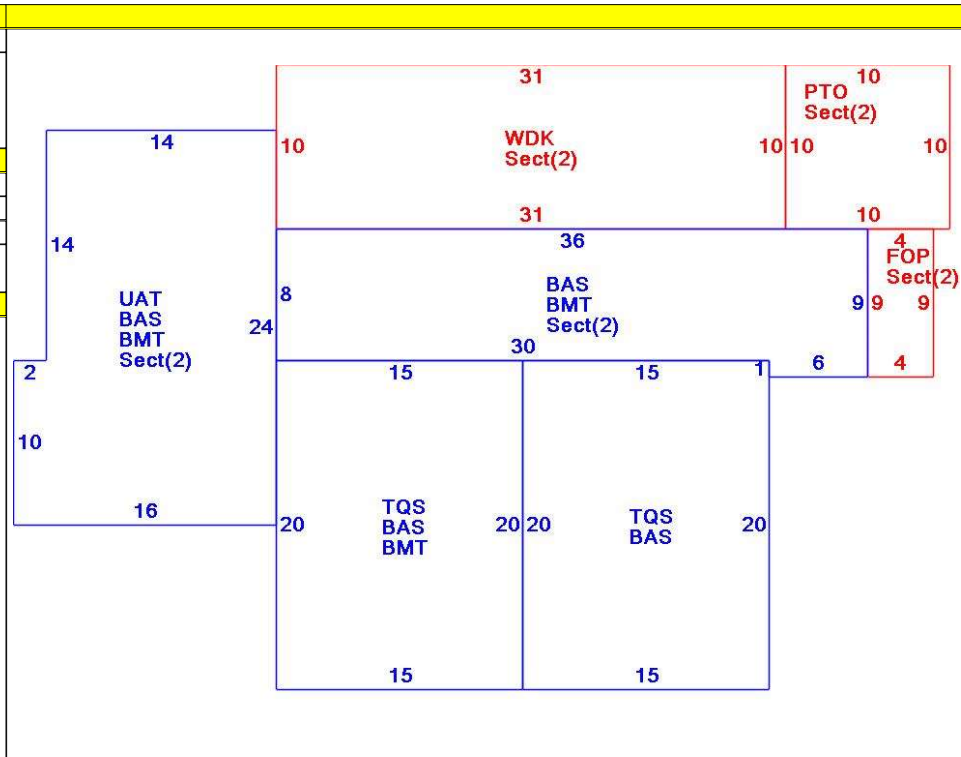 31
10
PTO
Sect(2)
14
10
WDK
Sect(2)
10
10
10
31
10
14
36
4
FOP
Sect(2)
UAT
BAS
BMT
Sect(2)
8
BAS
BMT
Sect(2)
9
9
9
24
30
2
15
15
1
6
4
10
16
20
TQS
BAS
BMT
20
20
TQS
BAS
20
15
15